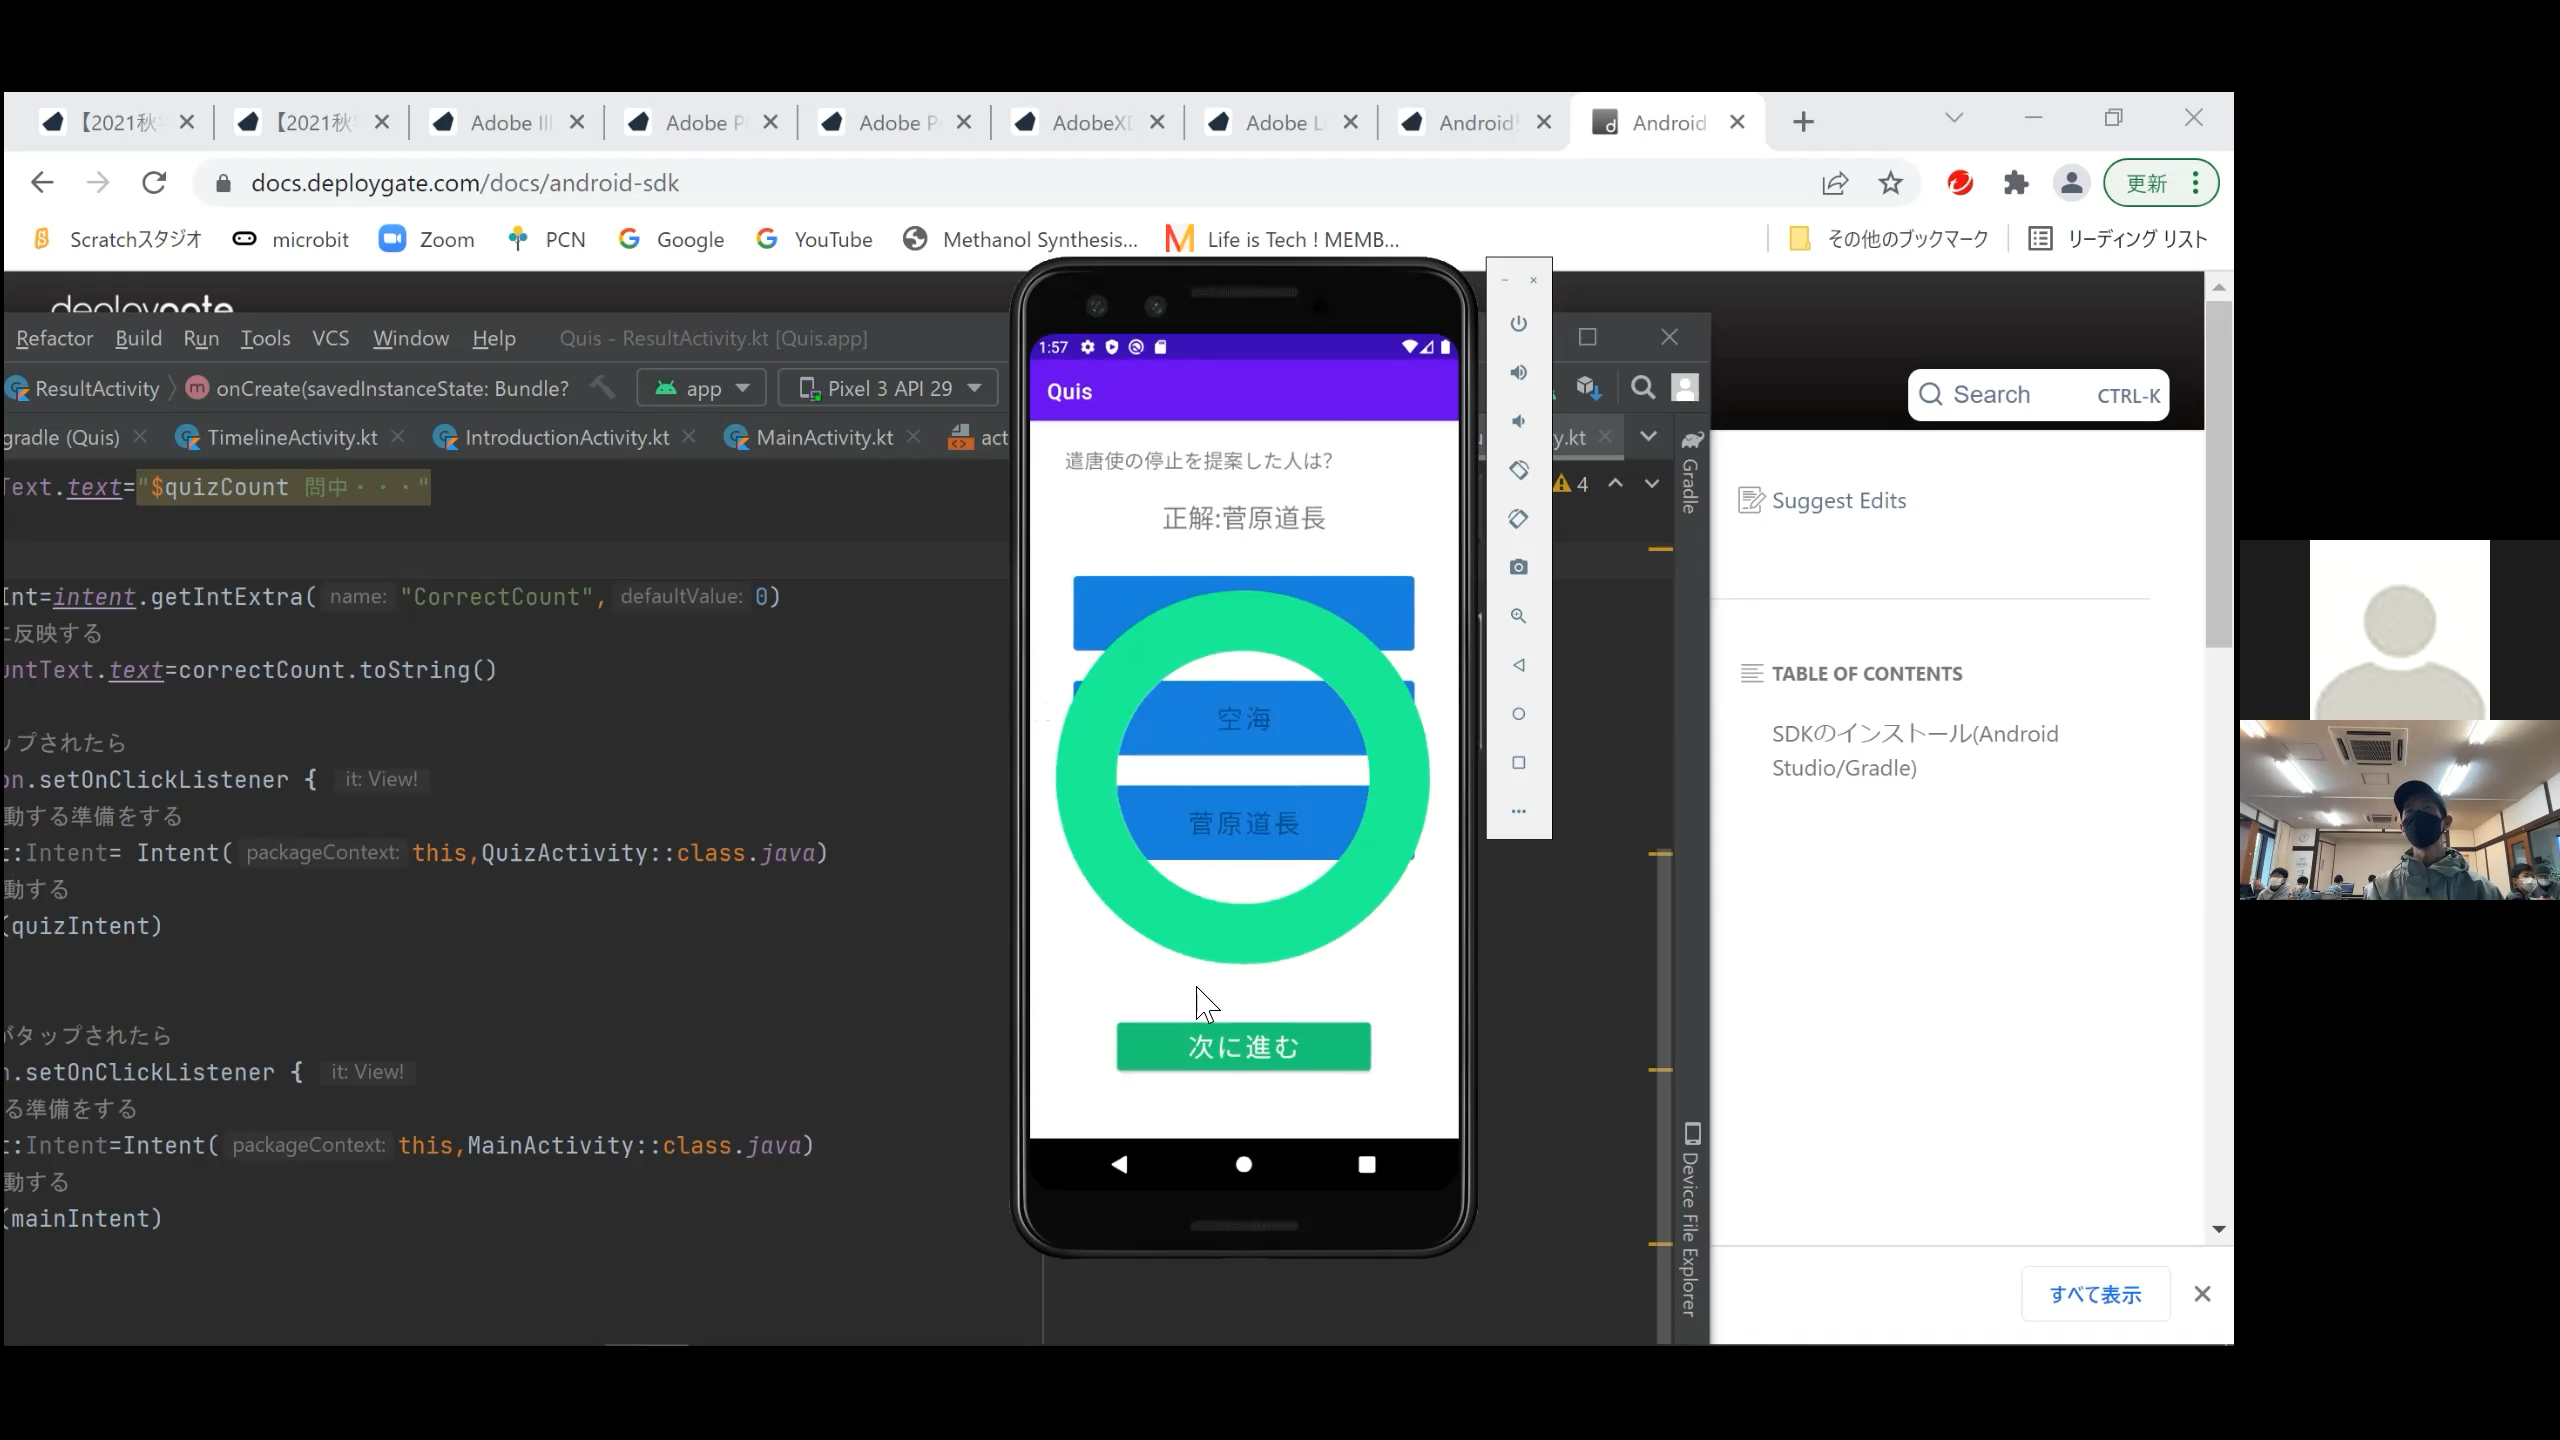 【2021秋
【2021秋
Adobe Ill
Adobe P
Adobe P
AdobeXD
Adobe Li
Android
Android
docs.deploygate.com/docs/android-sdk
更新
Scratchスタジオ
microbit
Zoom
PCN
Google
YouTube
Methanol Synthesis...
Life is Tech ! MEMB...
その他のブックマーク
リーディング リスト
deploygate
Refactor Build Run Tools VCS Window Help Quis - ResultActivity.kt [Quis.app]
ResultActivity onCreate(savedInstanceState: Bundle? app Pixel 3 API 29
gradle (Quis) TimelineActivity.kt IntroductionActivity.kt MainActivity.kt act
y.kt
4
Text.text="$quizCount 問中・・・"
Int=intent.getIntExtra( name: "CorrectCount", defaultValue: 0)
に反映する
untText.text=correctCount.toString()
ップされたら
on.setOnClickListener { it: View!
動する準備をする
t:Intent= Intent( packageContext: this,QuizActivity::class.java)
動する
(quizIntent)
がタップされたら
n.setOnClickListener { it: View!
る準備をする
t:Intent=Intent( packageContext: this,MainActivity::class.java)
動する
(mainIntent)
1:57
Quis
遣唐使の停止を提案した人は?
正解:菅原道長
空海
菅原道長
次に進む
Gradle
Device File Explorer
Search CTRL-K
Suggest Edits
TABLE OF CONTENTS
SDKのインストール(Android
Studio/Gradle)
すべて表示